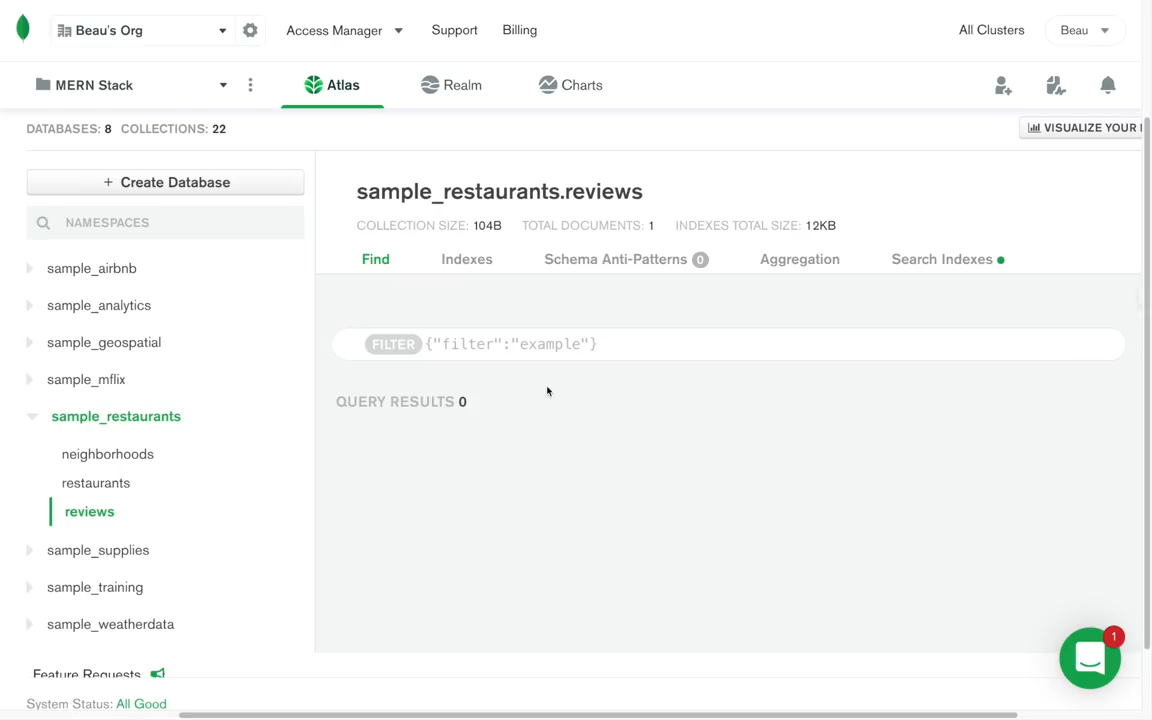 Beau's Org
Access Manager
Support
Billing
All Clusters
Beau
MERN Stack
Atlas
Realm
Charts
DATABASES: 8 COLLECTIONS: 22
VISUALIZE YOUR
+ Create Database
NAMESPACES
sample_airbnb
sample_analytics
sample_geospatial
sample_mflix
sample_restaurants
neighborhoods
restaurants
reviews
sample_supplies
sample_training
sample_weatherdata
Feature Requests
System Status: All Good
sample_restaurants.reviews
COLLECTION SIZE: 104B TOTAL DOCUMENTS: 1 INDEXES TOTAL SIZE: 12KB
Find
Indexes
Schema Anti-Patterns 0
Aggregation
Search Indexes
FILTER {"filter":"example"}
QUERY RESULTS 0
1